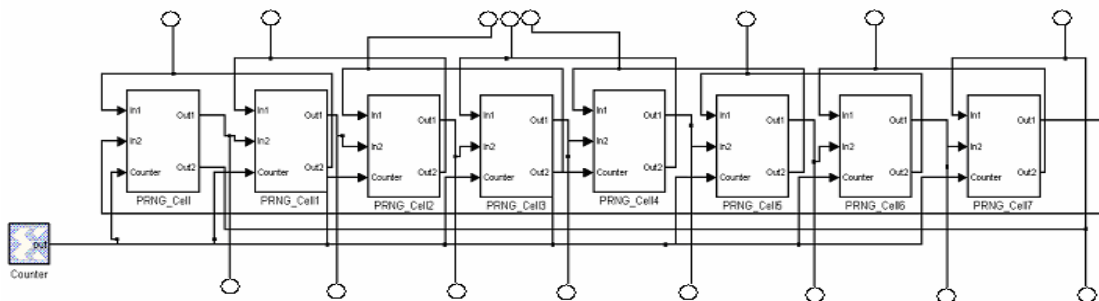 In1
In2
Counter
Out1
Out2
PRNG_Cell
In1
In2
Counter
Out1
Out2
PRNG_Cell1
In1
In2
Counter
Out1
Out2
PRNG_Cell2
In1
In2
Counter
Out1
Out2
PRNG_Cell3
In1
In2
Counter
Out1
Out2
PRNG_Cell4
In1
In2
Counter
Out1
Out2
PRNG_Cell5
In1
In2
Counter
Out1
Out2
PRNG_Cell6
In1
In2
Counter
Out1
Out2
PRNG_Cell7
out
Counter